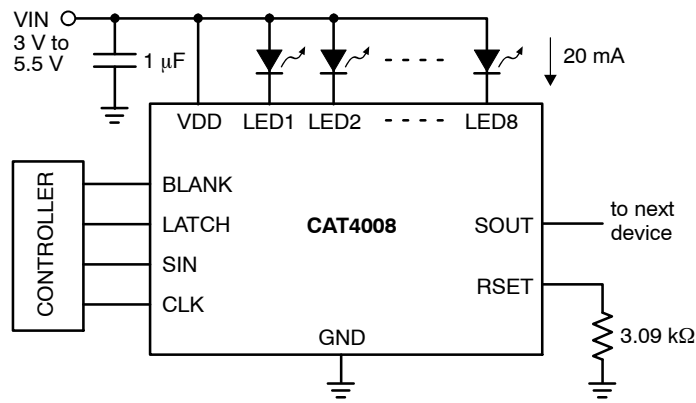 VIN
3 V to
5.5 V
1 μF
20 mA
VDD LED1 LED2 LED8
CONTROLLER
BLANK
LATCH
SIN
CLK
CAT4008
SOUT
RSET
GND
to next
device
3.09 kΩ